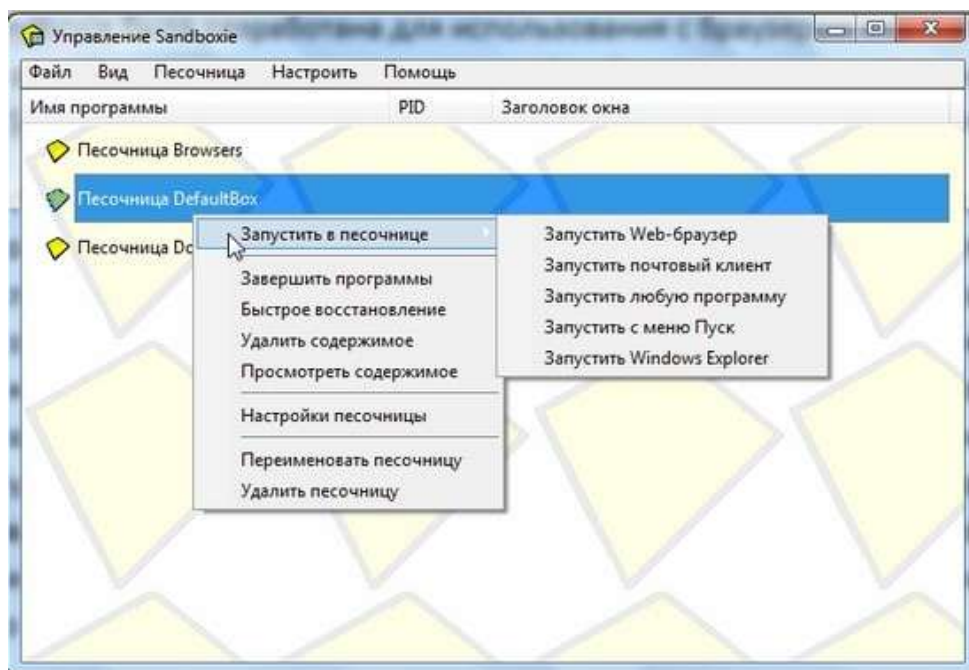 Управление Sandboxie
Файл Вид Песочница Настроить Помощь
Имя программы PID Заголовок окна
Песочница Browsers
Песочница DefaultBox
Песочница Do
Запустить в песочнице
Завершить программы
Быстрое восстановление
Удалить содержимое
Просмотреть содержимое
Настройки песочницы
Переименовать песочницу
Удалить песочницу
Запустить Web-браузер
Запустить почтовый клиент
Запустить любую программу
Запустить с меню Пуск
Запустить Windows Explorer